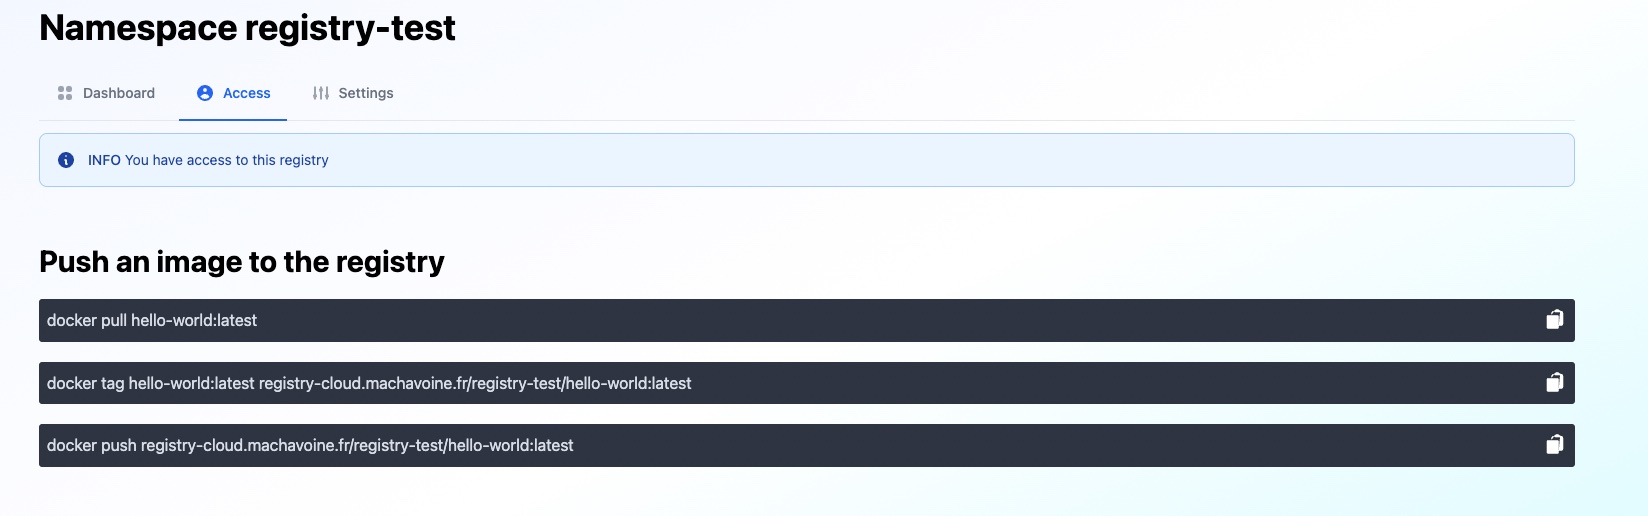 Namespace registry-test
Dashboard Access Settings
INFO You have access to this registry
Push an image to the registry
docker pull hello-world:latest
docker tag hello-world:latest registry-cloud.machavoine.fr/registry-test/hello-world:latest
docker push registry-cloud.machavoine.fr/registry-test/hello-world:latest